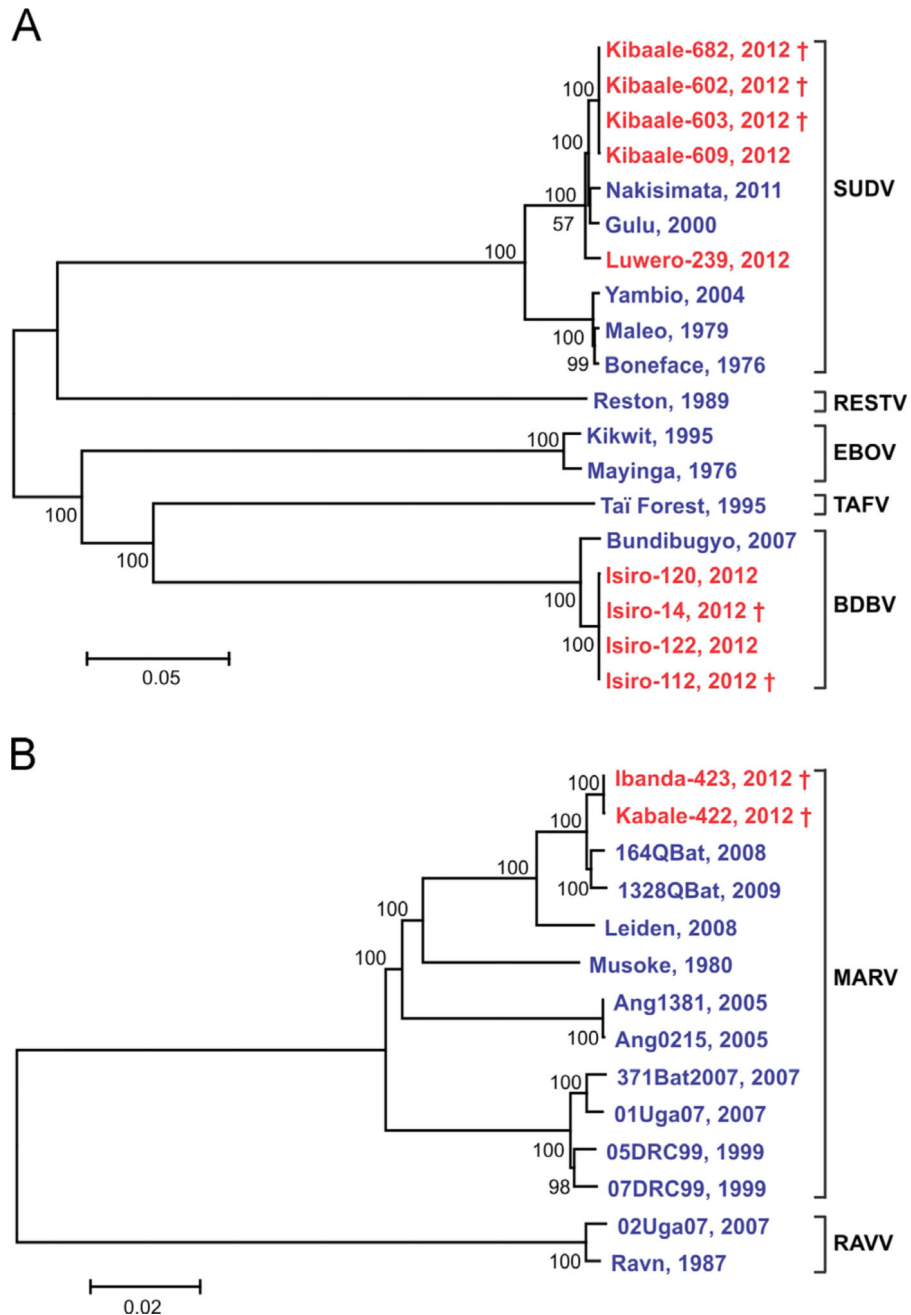 A
Kibaale-682, 2012 †
100
Kibaale-602, 2012 †
Kibaale-603, 2012 †
100
Kibaale-609, 2012
100
Nakisimata, 2011
SUDV
57
Gulu, 2000
100
Luwero-239, 2012
Yambio, 2004
100
Maleo, 1979
99
Boneface, 1976
Reston, 1989
RESTV
100
Kikwit, 1995
EBOV
Mayinga, 1976
100
Taï Forest, 1995
TAFV
100
Bundibugyo, 2007
Isiro-120, 2012
100
Isiro-14, 2012 †
BDBV
100
Isiro-122, 2012
Isiro-112, 2012 †
0.05
B
100
Ibanda-423, 2012 †
100
Kabale-422, 2012 †
164QBat, 2008
100
100
1328QBat, 2009
100
Leiden, 2008
100
Musoke, 1980
MARV
Ang1381, 2005
100
Ang0215, 2005
100
371Bat2007, 2007
01Uga07, 2007
100
05DRC99, 1999
98
07DRC99, 1999
02Uga07, 2007
RAVV
100
Ravn, 1987
0.02